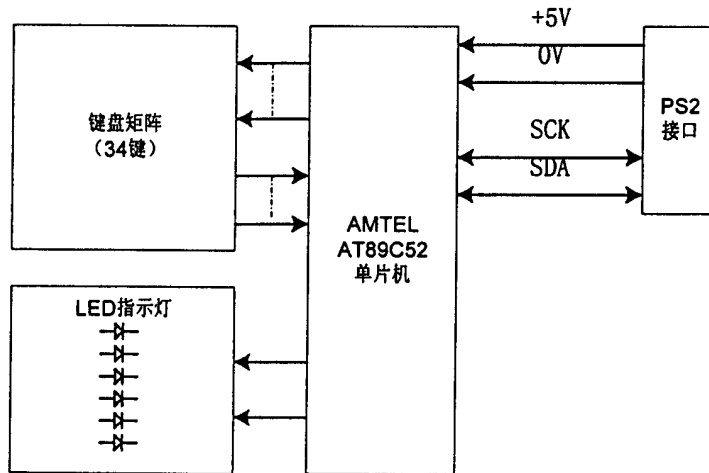 键盘矩阵
（34键）
LED指示灯
AMTEL
AT89C52
单片机
+5V
0V
SCK
SDA
PS2
接口